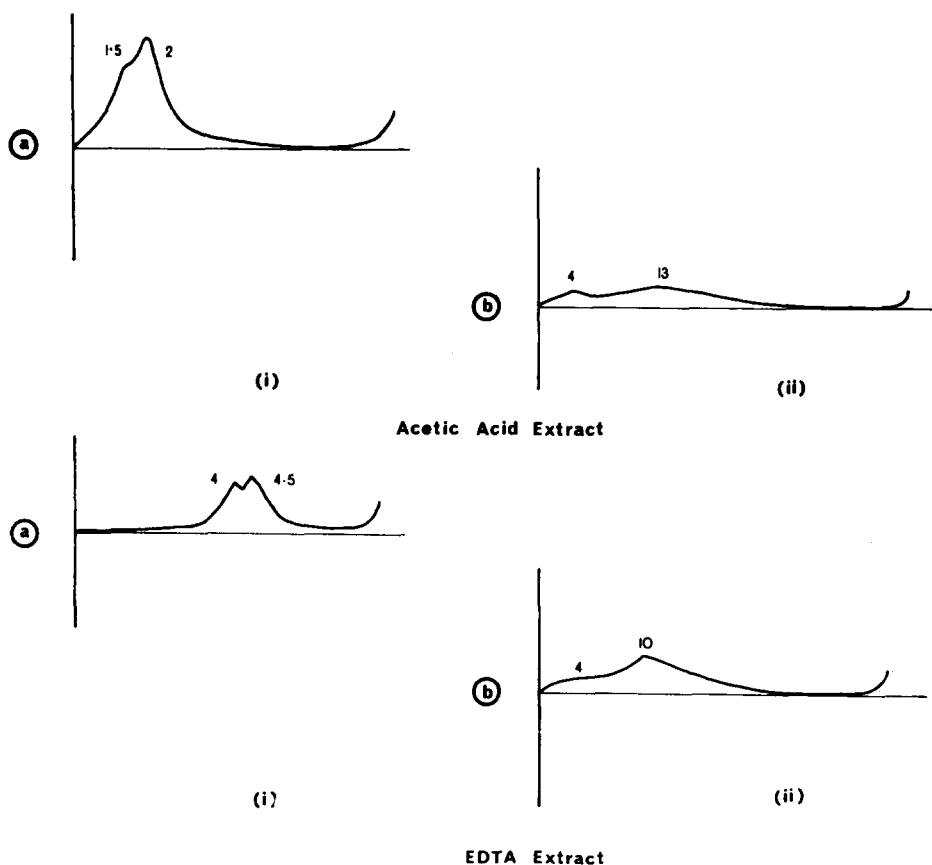 1·5
2
a
4
13
b
(i)
(ii)
Acetic Acid Extract
4
4·5
a
10
4
b
(i)
(ii)
EDTA Extract